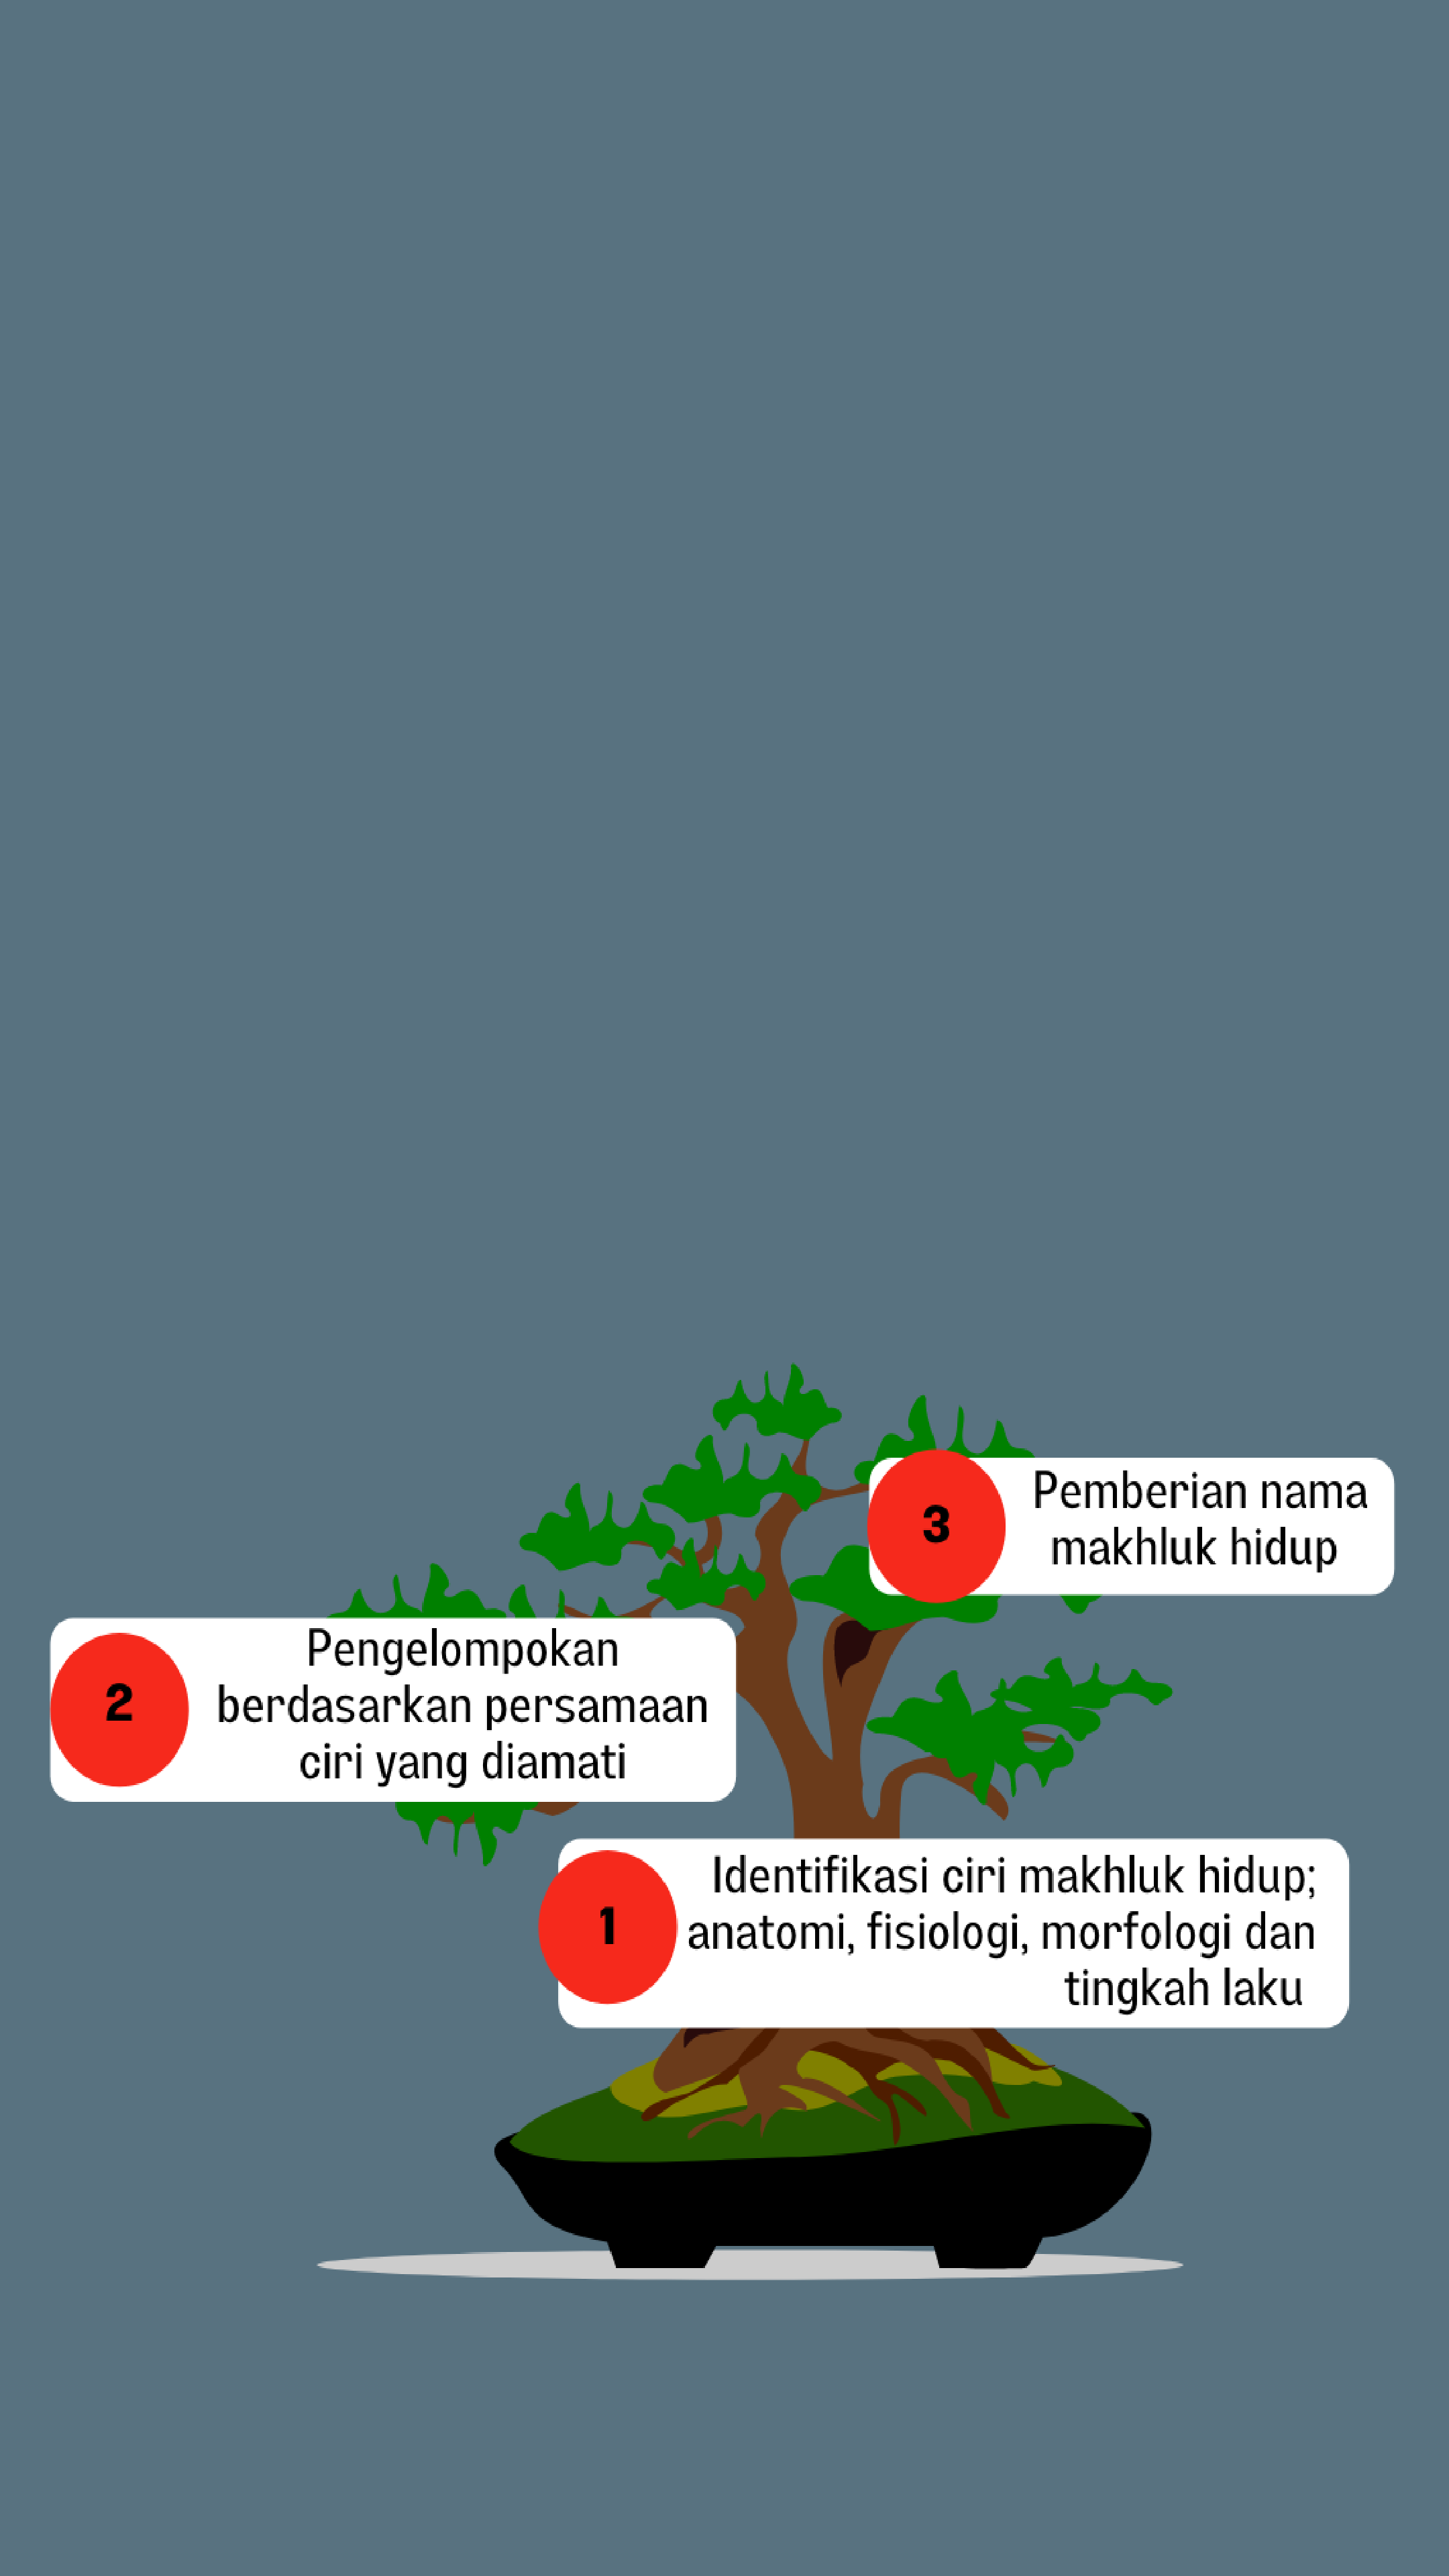 3
Pemberian nama
makhluk hidup
2
Pengelompokan
berdasarkan persamaan
ciri yang diamati
1
Identifikasi ciri makhluk hidup;
anatomi, fisiologi, morfologi dan
tingkah laku